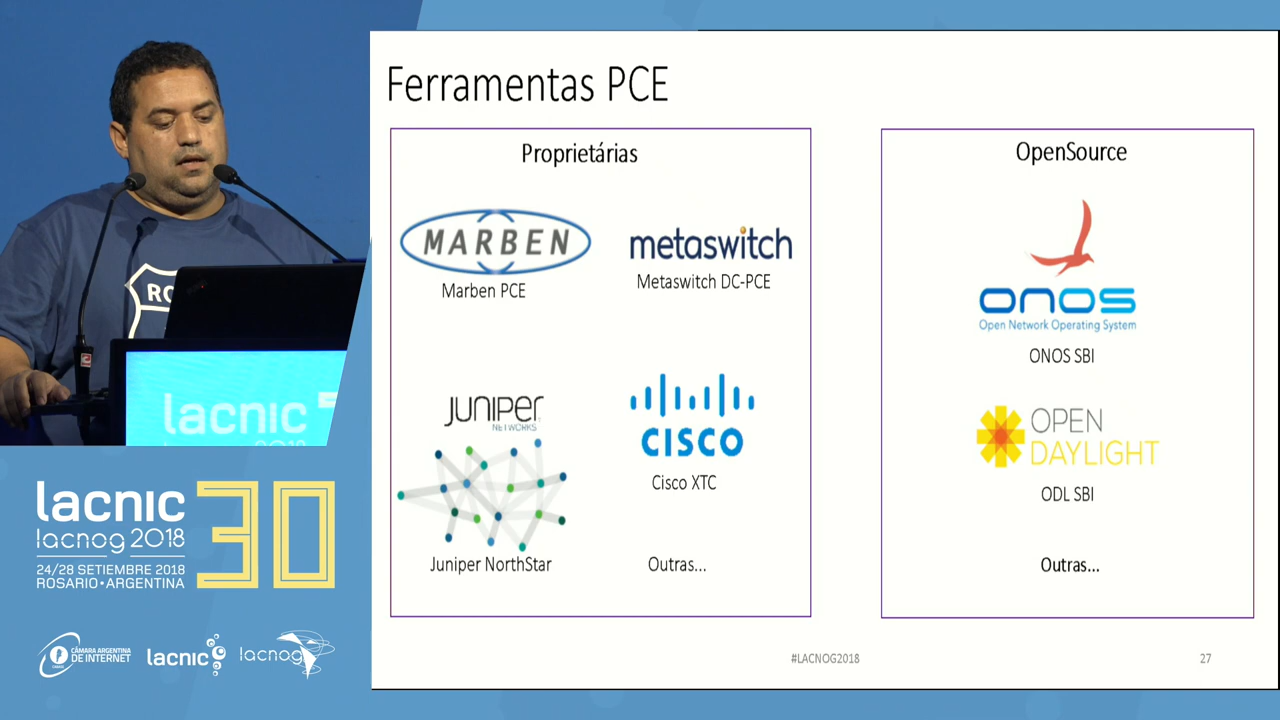 Ferramentas PCE
Proprietárias
MARBEN
Marben PCE
metaswitch
Metaswitch DC-PCE
JUNIPER
NETWORKS
Juniper NorthStar
CISCO
Cisco XTC
Outras...
OpenSource
onos
Open Network Operating System
ONOS SBI
OPEN
DAYLIGHT
ODL SBI
Outras...
#LACNOG2018
27
RO
lacnic
lacnic 30
lacnog 2018
24/28 SETIEMBRE 2018
ROSARIO•ARGENTINA
CÁMARA ARGENTINA
DE INTERNET
lacnic
lacnog